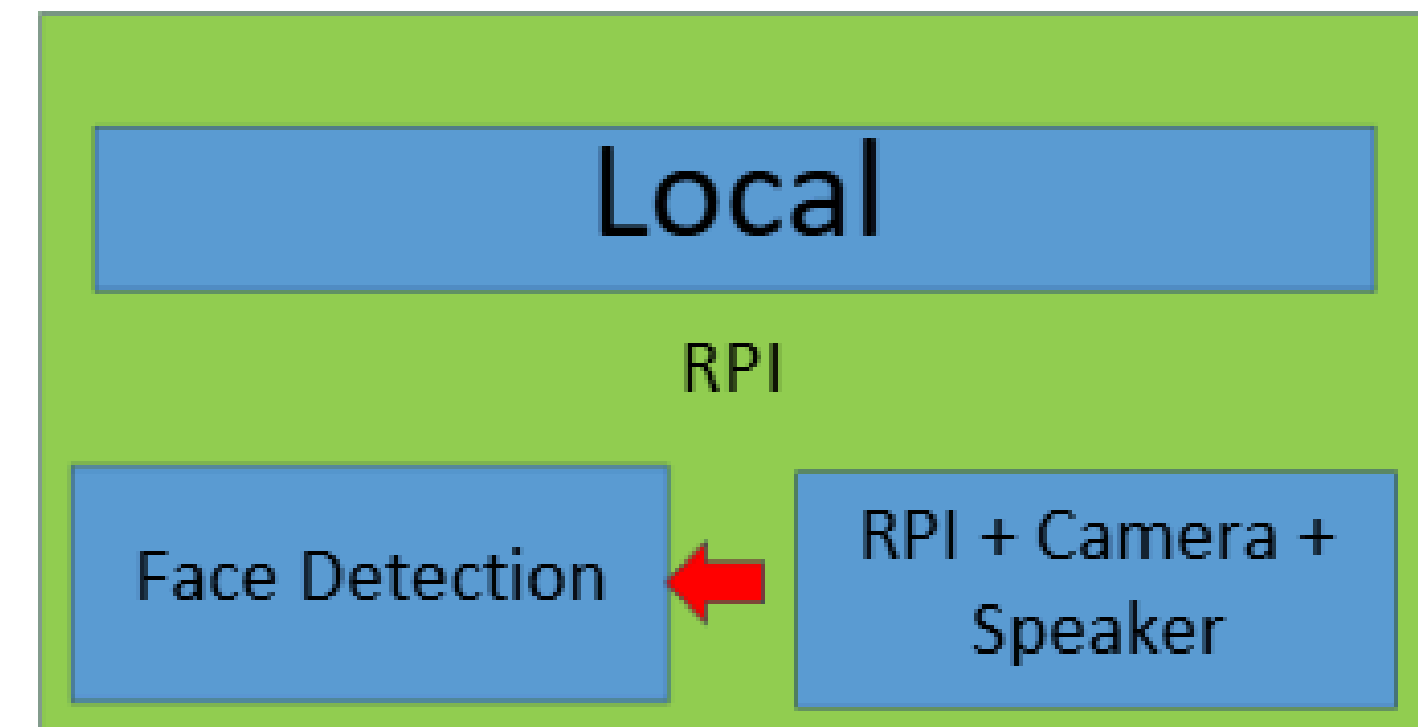 Local
RPI
Face Detection
RPI + Camera +
Speaker